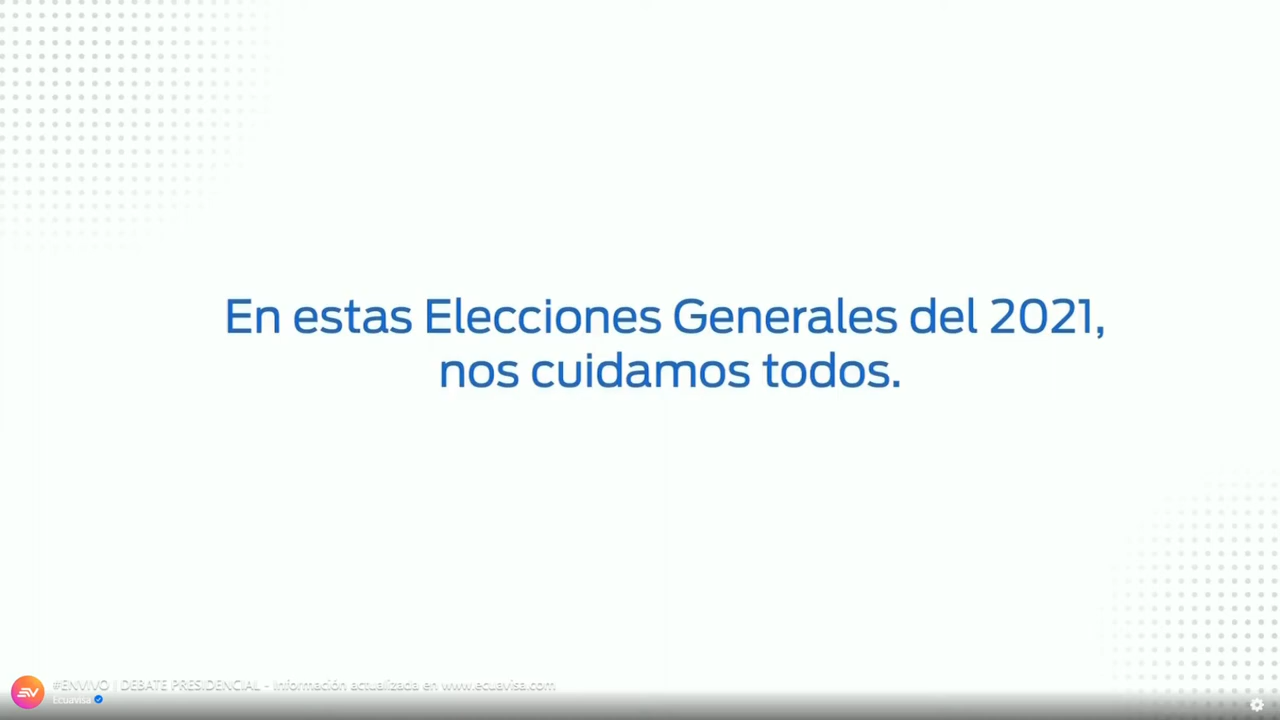 En estas Elecciones Generales del 2021,
nos cuidamos todos.
#ENVIVO | DEBATE PRESIDENCIAL - Información actualizada en www.ecuavisa.com
Ecuavisa